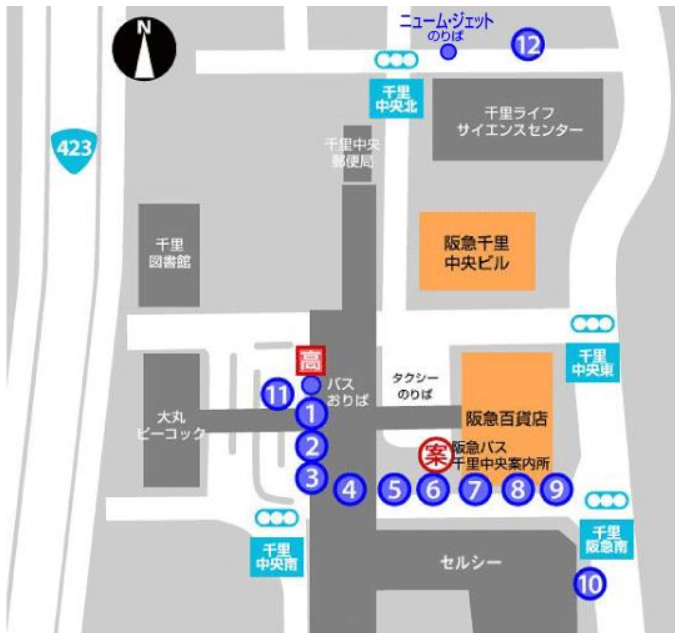 N
ニューム・ジェット
のりば
12
千里
中央北
千里ライフ
サイエンスセンター
423
千里中央
郵便局
千里
図書館
阪急千里
中央ビル
千里
中央東
高
バス
おりば
タクシー
のりば
11
1
大丸
ピーコック
阪急百貨店
2
案
阪急バス
千里中央案内所
3
4
5
6
7
8
9
千里
中央南
千里
阪急南
セルシー
10